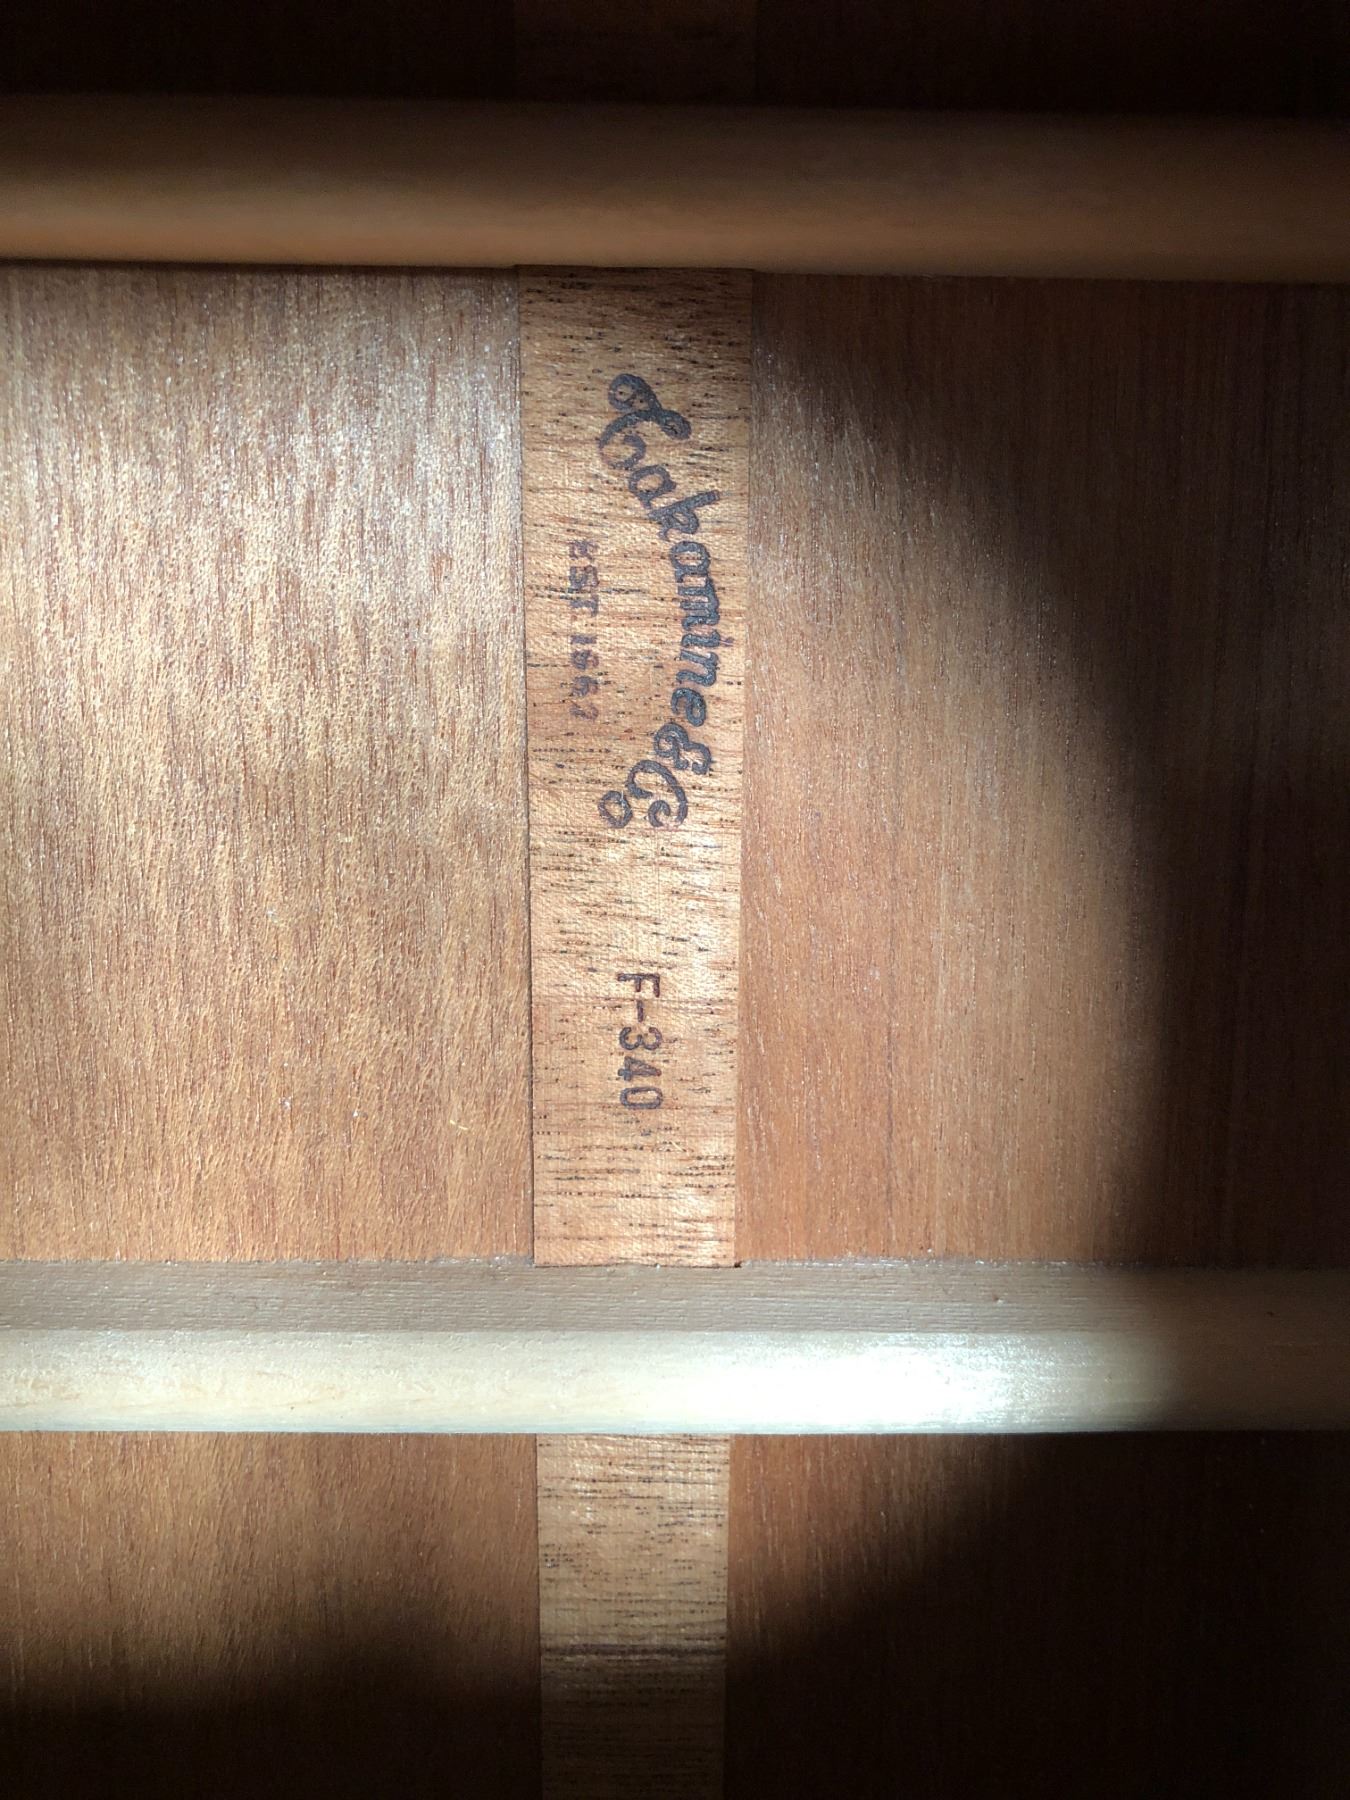 Takamine & Co
EST 1962
F-340